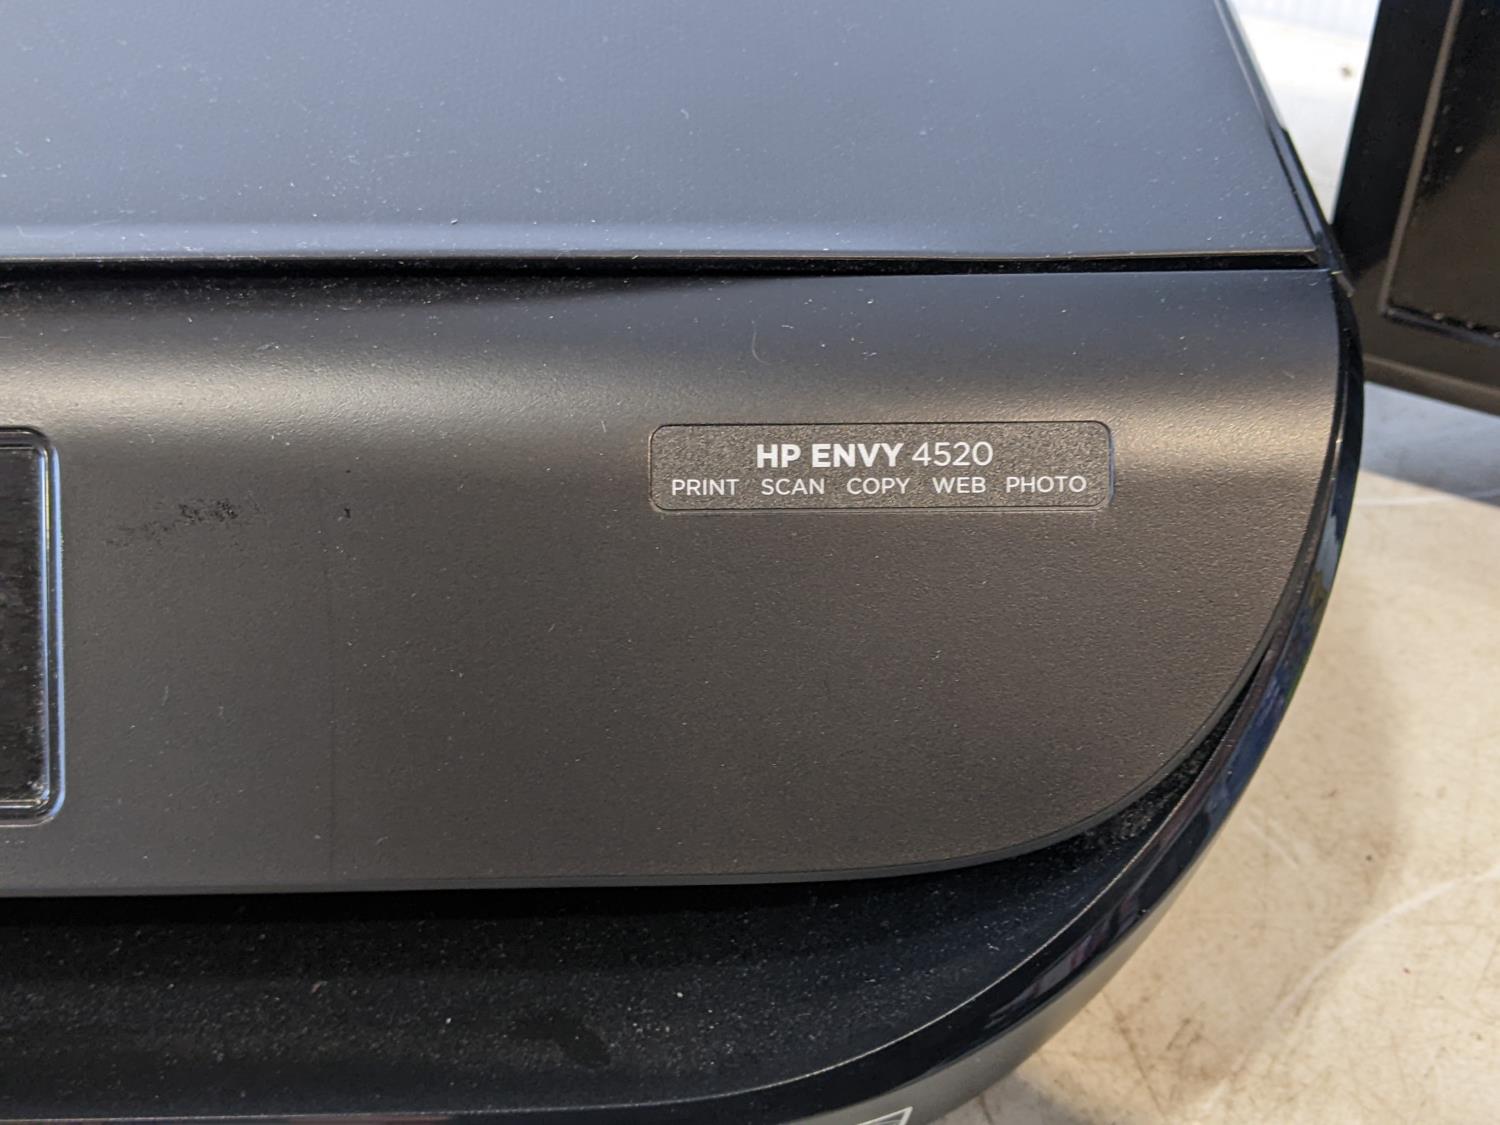 HP ENVY 4520
PRINT SCAN COPY WEB PHOTO